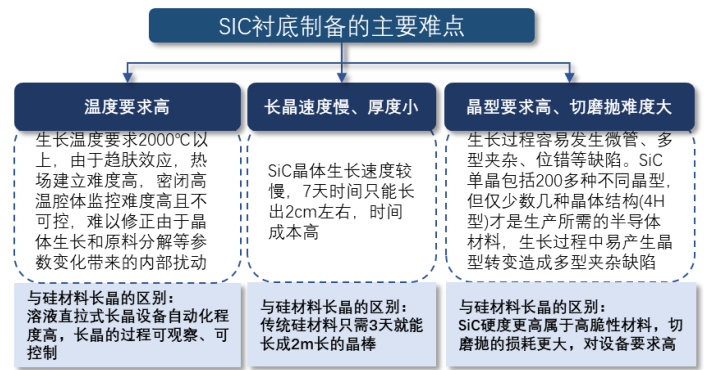 SIC衬底制备的主要难点
温度要求高
生长温度要求2000℃以
上，由于趋肤效应，热
场建立难度高，密闭高
温腔体监控难度高且不
可控，难以修正由于晶
体生长和原料分解等参
数变化带来的内部扰动
与硅材料长晶的区别：
溶液直拉式长晶设备自动化程
度高，长晶的过程可观察、可
控制
长晶速度慢、厚度小
SiC晶体生长速度较
慢，7天时间只能长
出2cm左右，时间
成本高
与硅材料长晶的区别：
传统硅材料只需3天就能
长成2m长的晶棒
晶型要求高、切磨抛难度大
生长过程容易发生微管、多
型夹杂、位错等缺陷。SiC
单晶包括200多种不同晶型，
但仅少数几种晶体结构(4H
型)才是生产所需的半导体
材料，生长过程中易产生晶
型转变造成多型夹杂缺陷
与硅材料长晶的区别：
SiC硬度更高属于高脆性材料，切
磨抛的损耗更大，对设备要求高